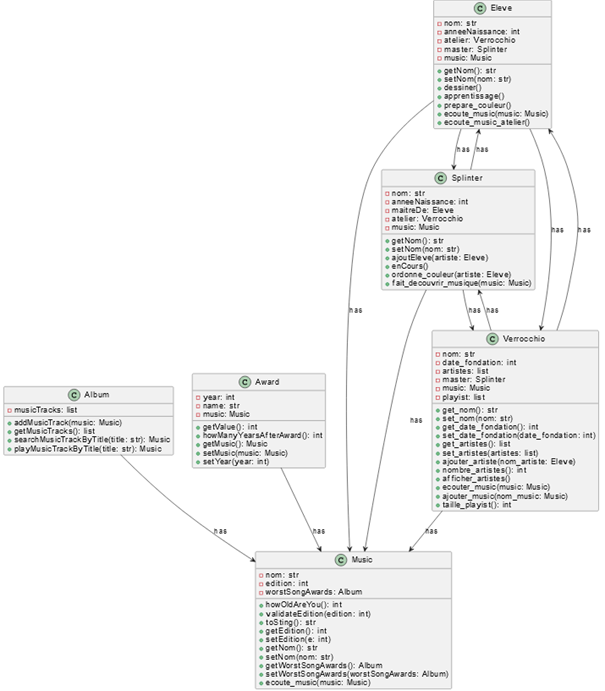 C Eleve
nom: str
anneeNaissance: int
atelier: Verrocchio
master: Splinter
music: Music
getNom(): str
setNom(nom: str)
dessiner()
apprentissage()
prepare_couleur()
ecoute_music(music: Music)
ecoute_music_atelier()
has
has
C Splinter
nom: str
anneeNaissance: int
maitreDe: Eleve
atelier: Verrocchio
music: Music
getNom(): str
setNom(nom: str)
ajoutEleve(artiste: Eleve)
enCours()
ordonne_couleur(artiste: Eleve)
fait_decouvrir_musique(music: Music)
has
has
has
has
has
C Verrocchio
nom: str
date_fondation: int
artistes: list
master: Splinter
music: Music
playist: list
get_nom(): str
set_nom(nom: str)
get_date_fondation(): int
set_date_fondation(date_fondation: int)
get_artistes(): list
set_artistes(artistes: list)
ajouter_artiste(nom_artiste: Eleve)
nombre_artistes(): int
afficher_artistes()
ecouter_music(music: Music)
ajouter_music(nom_music: Music)
taille_playist(): int
C Album
musicTracks: list
addMusicTrack(music: Music)
getMusicTracks(): list
searchMusicTrackByTitle(title: str): Music
playMusicTrackByTitle(title: str): Music
C Award
year: int
name: str
music: Music
getValue(): int
howManyYearsAfterAward(): int
getMusic(): Music
setMusic(music: Music)
setYear(year: int)
has
has
has
has
C Music
nom: str
edition: int
worstSongAwards: Album
howOldAreYou(): int
validateEdition(edition: int)
toSting(): str
getEdition(): int
setEdition(e: int)
getNom(): str
setNom(nom: str)
getWorstSongAwards(): Album
setWorstSongAwards(worstSongAwards: Album)
ecoute_music(music: Music)